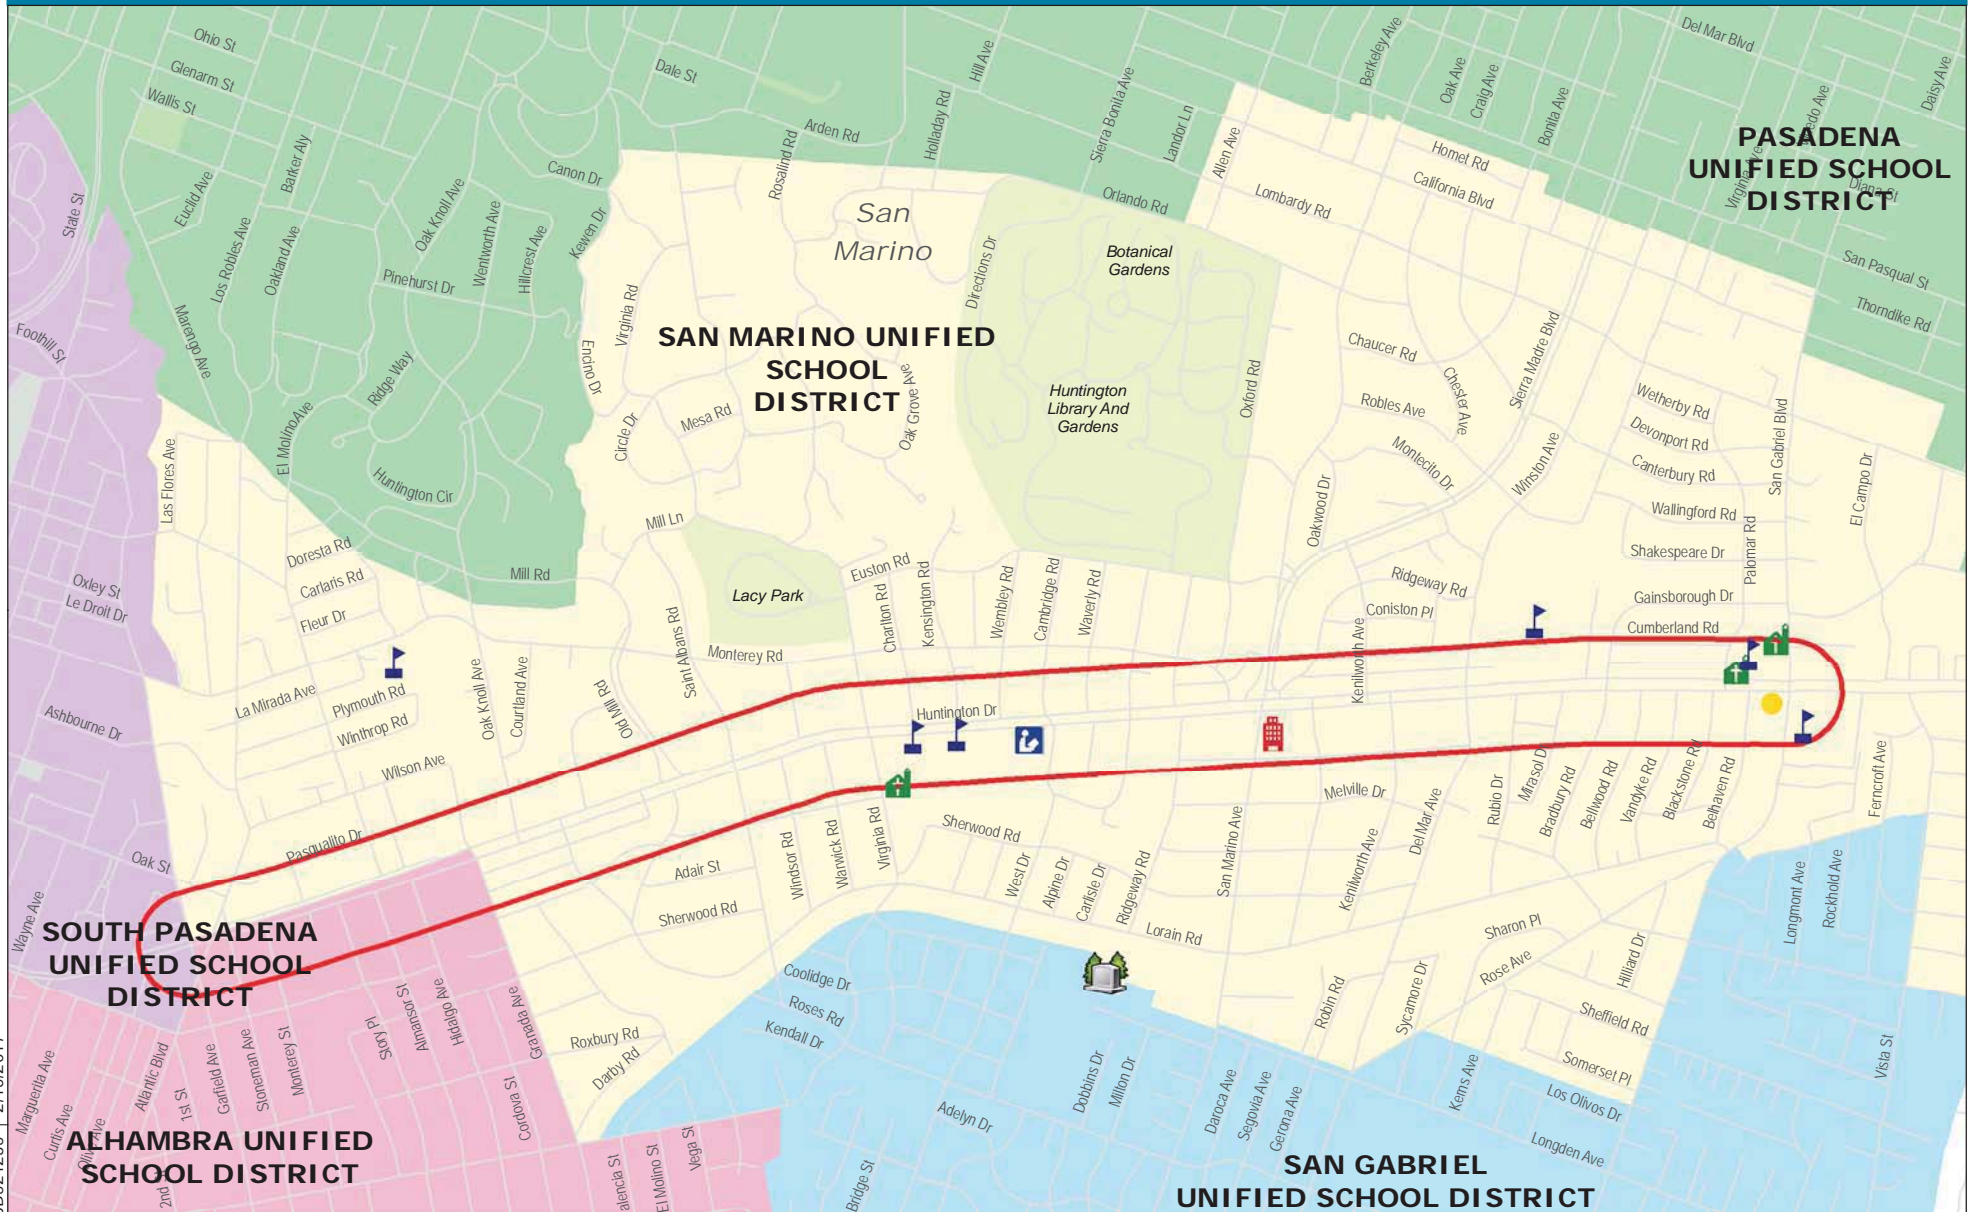 Ohio St
Glenarm St
Wallis St
Dale St
Hill Ave
Berkeley Ave
Del Mar Blvd
Oak Ave
Craig Ave
Bonita Ave
Daisy Ave
Sierra Bonita Ave
Holladay Rd
Arden Rd
Rosalind Rd
Landor Ln
Allen Ave
Homet Rd
California Blvd
Lombardy Rd
PASADENA
UNIFIED SCHOOL
DISTRICT
Virginia Ave
Diana St
San Pasqual St
Thorndike Rd
State St
Euclid Ave
Barker Aly
Los Robles Ave
Oakland Ave
Oak Knoll Ave
Wentworth Ave
Hillcrest Ave
Canon Dr
Kewen Dr
Pinehurst Dr
Marengo Ave
Foothill St
Ridge Way
El Molino Ave
Huntington Cir
Las Flores Ave
San
Marino
Orlando Rd
Directions Dr
Botanical
Gardens
Virginia Rd
Encino Dr
SAN MARINO UNIFIED
SCHOOL
DISTRICT
Circle Dr
Mesa Rd
Oak Grove Ave
Huntington
Library And
Gardens
Oxford Rd
Chaucer Rd
Robles Ave
Chester Ave
Sierra Madre Blvd
Montecito Dr
Winston Ave
Oakwood Dr
Wetherby Rd
Devonport Rd
Canterbury Rd
Wallingford Rd
Shakespeare Dr
Palomar Rd
San Gabriel Blvd
El Campo Dr
Gainsborough Dr
Cumberland Rd
Ridgeway Rd
Coniston Pl
Kenilworth Ave
Mill Ln
Mill Rd
Doresta Rd
Carlaris Rd
Fleur Dr
Oxley St
Le Droit Dr
Lacy Park
Euston Rd
Charlton Rd
Kensington Rd
Wembley Rd
Cambridge Rd
Waverly Rd
Saint Albans Rd
Monterey Rd
La Mirada Ave
Plymouth Rd
Winthrop Rd
Wilson Ave
Oak Knoll Ave
Courtland Ave
Old Mill Rd
Ashbourne Dr
Huntington Dr
Pasqualito Dr
Oak St
Wayne Ave
Adair St
Sherwood Rd
Windsor Rd
Warwick Rd
Virginia Rd
Sherwood Rd
West Dr
Alpine Dr
Carlisle Dr
Ridgeway Rd
Lorain Rd
San Marino Ave
Melville Dr
Kenilworth Ave
Del Mar Ave
Rubio Dr
Mirasol Dr
Bradbury Rd
Bellwood Rd
Vandyke Rd
Blackstone Rd
Belhaven Rd
Ferncroft Ave
Longmont Ave
Rockhold Ave
Sharon Pl
Rose Ave
Hilliard Dr
Sheffield Rd
Somerset Pl
Robin Rd
Sycamore Dr
Kerns Ave
Los Olivos Dr
Longden Ave
Vista St
SOUTH PASADENA
UNIFIED SCHOOL
DISTRICT
Story Pl
Almansor St
Hidalgo Ave
Granada Ave
Cordova St
Roxbury Rd
Darby Rd
Coolidge Dr
Roses Rd
Kendall Dr
Adelyn Dr
Dobbins Dr
Millon Dr
Daroca Ave
Segovia Ave
Gerona Ave
Marguerita Ave
Curtis Ave
Atlantic Blvd
1st St
Garfield Ave
Stoneman Ave
Monterey St
ALHAMBRA UNIFIED
SCHOOL DISTRICT
El Molino St
Vega St
Bridge St
SAN GABRIEL
UNIFIED SCHOOL DISTRICT